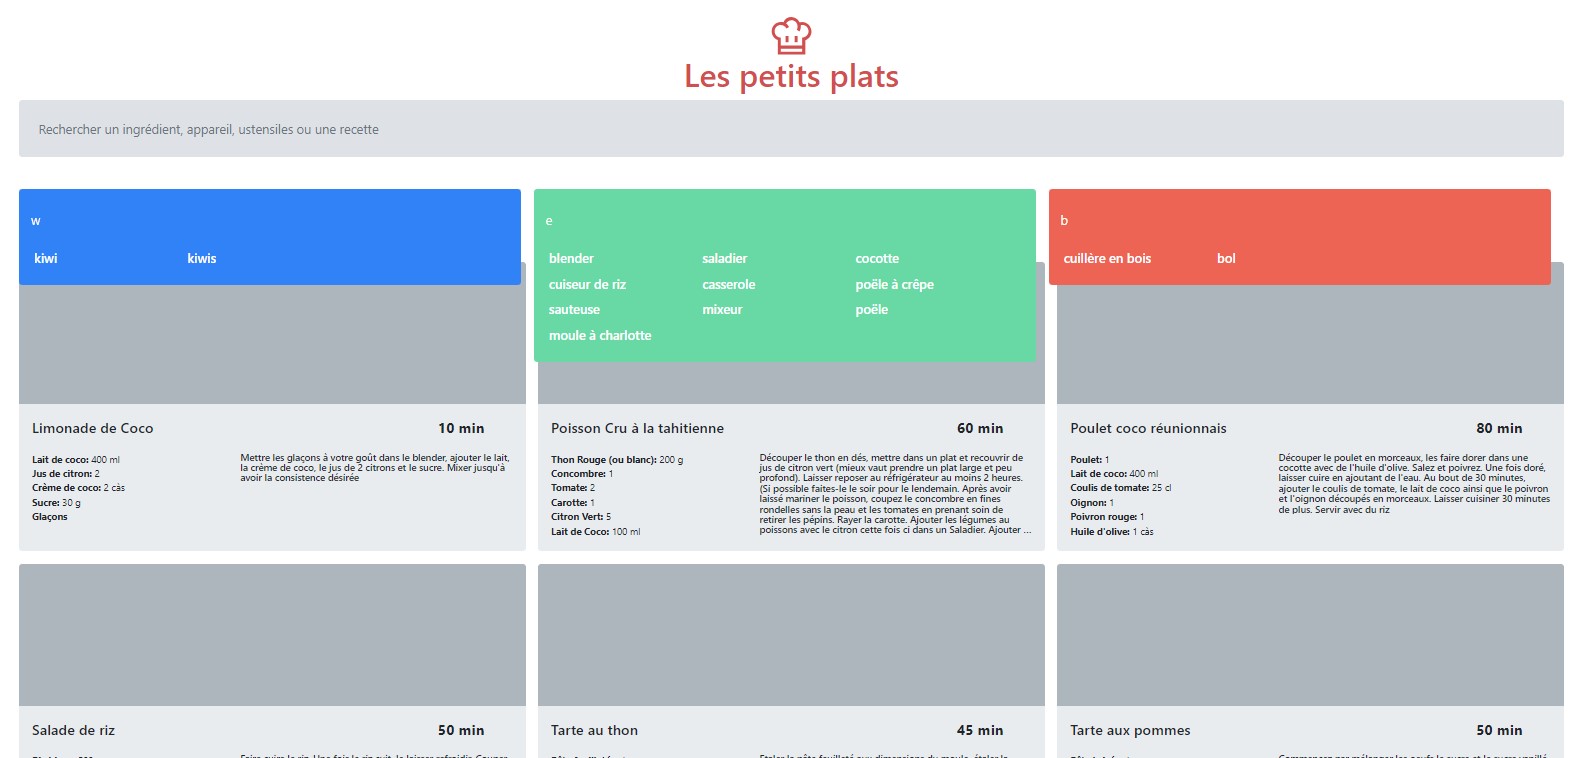 Les petits plats
Rechercher un ingrédient, appareil, ustensiles ou une recette
w
kiwi kiwis
e
blender saladier cocotte
cuiseur de riz casserole poêle à crêpe
sauteuse mixeur poêle
moule à charlotte
b
cuillère en bois bol
Limonade de Coco 10 min
Lait de coco: 400 ml
Jus de citron: 2
Crème de coco: 2 càs
Sucre: 30 g
Glaçons
Mettre les glaçons à votre goût dans le blender, ajouter le lait,
la crème de coco, le jus de 2 citrons et le sucre. Mixer jusqu'à
avoir la consistence désirée
Poisson Cru à la tahitienne 60 min
Thon Rouge (ou blanc): 200 g
Concombre: 1
Tomate: 2
Carotte: 1
Citron Vert: 5
Lait de Coco: 100 ml
Découper le thon en dés, mettre dans un plat et recouvrir de
jus de citron vert (mieux vaut prendre un plat large et peu
profond). Laisser reposer au réfrigérateur au moins 2 heures.
(Si possible faites-le le soir pour le lendemain. Après avoir
laissé mariner le poisson, coupez le concombre en fines
rondelles sans la peau et les tomates en prenant soin de
retirer les pépins. Rayer la carotte. Ajouter les légumes au
poissons avec le citron cette fois ci dans un Saladier. Ajouter ...
Poulet coco réunionnais 80 min
Poulet: 1
Lait de coco: 400 ml
Coulis de tomate: 25 cl
Oignon: 1
Poivron rouge: 1
Huile d'olive: 1 càs
Découper le poulet en morceaux, les faire dorer dans une
cocotte avec de l'huile d'olive. Salez et poivrez. Une fois doré,
laisser cuire en ajoutant de l'eau. Au bout de 30 minutes,
ajouter le coulis de tomate, le lait de coco ainsi que le poivron
et l'oignon découpés en morceaux. Laisser cuisiner 30 minutes
de plus. Servir avec du riz
Salade de riz 50 min
Tarte au thon 45 min
Tarte aux pommes 50 min